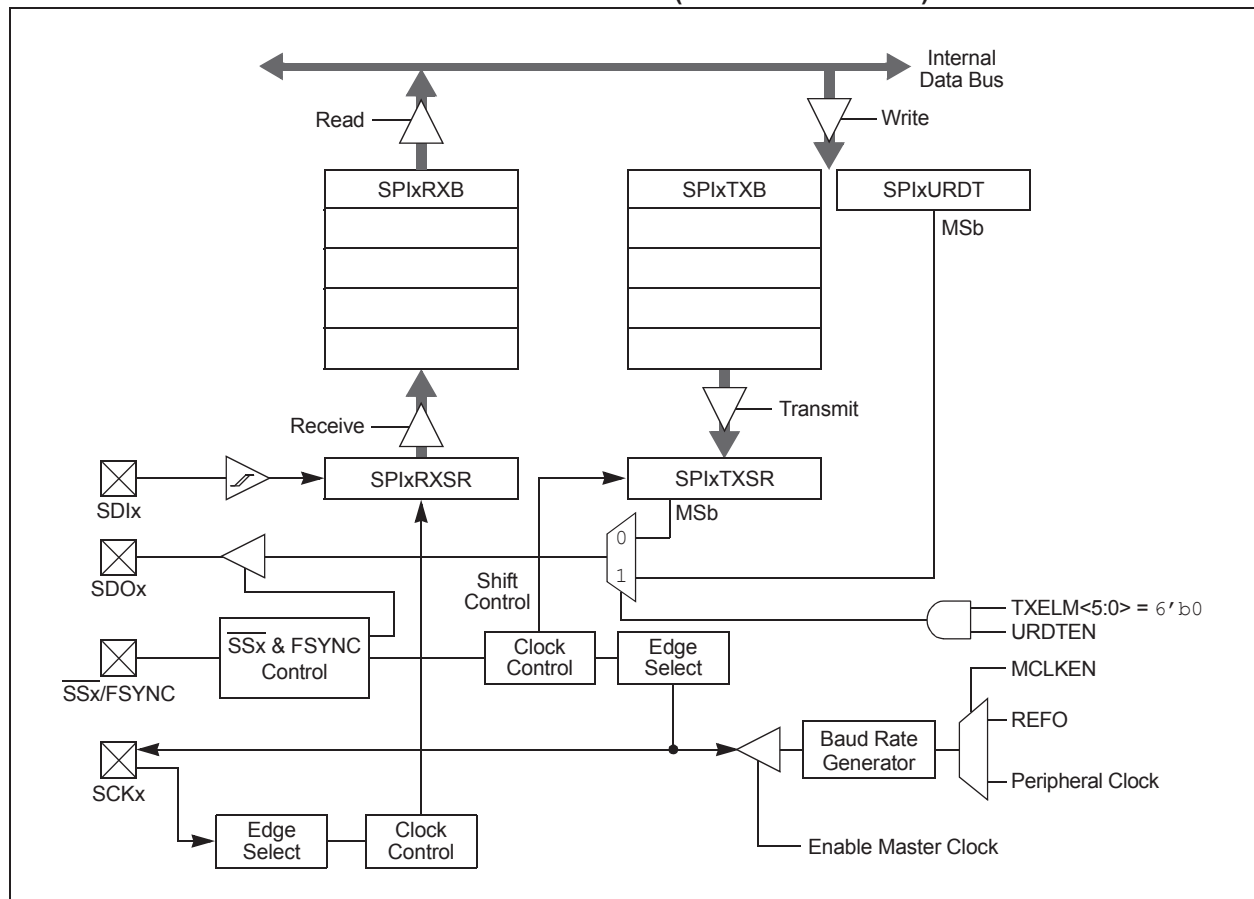 Internal
Data Bus
Read
Write
SPIxRXB
SPIxTXB
SPIxURDT
MSb
Receive
Transmit
SPIxRXSR
SPIxTXSR
SDIx
MSb
0
1
SDOx
Shift
Control
TXELM<5:0> = 6'b0
URDTEN
SSx & FSYNC
Control
Clock
Control
Edge
Select
MCLKEN
SSx/FSYNC
REFO
Baud Rate
Generator
Peripheral Clock
SCKx
Edge
Select
Clock
Control
Enable Master Clock